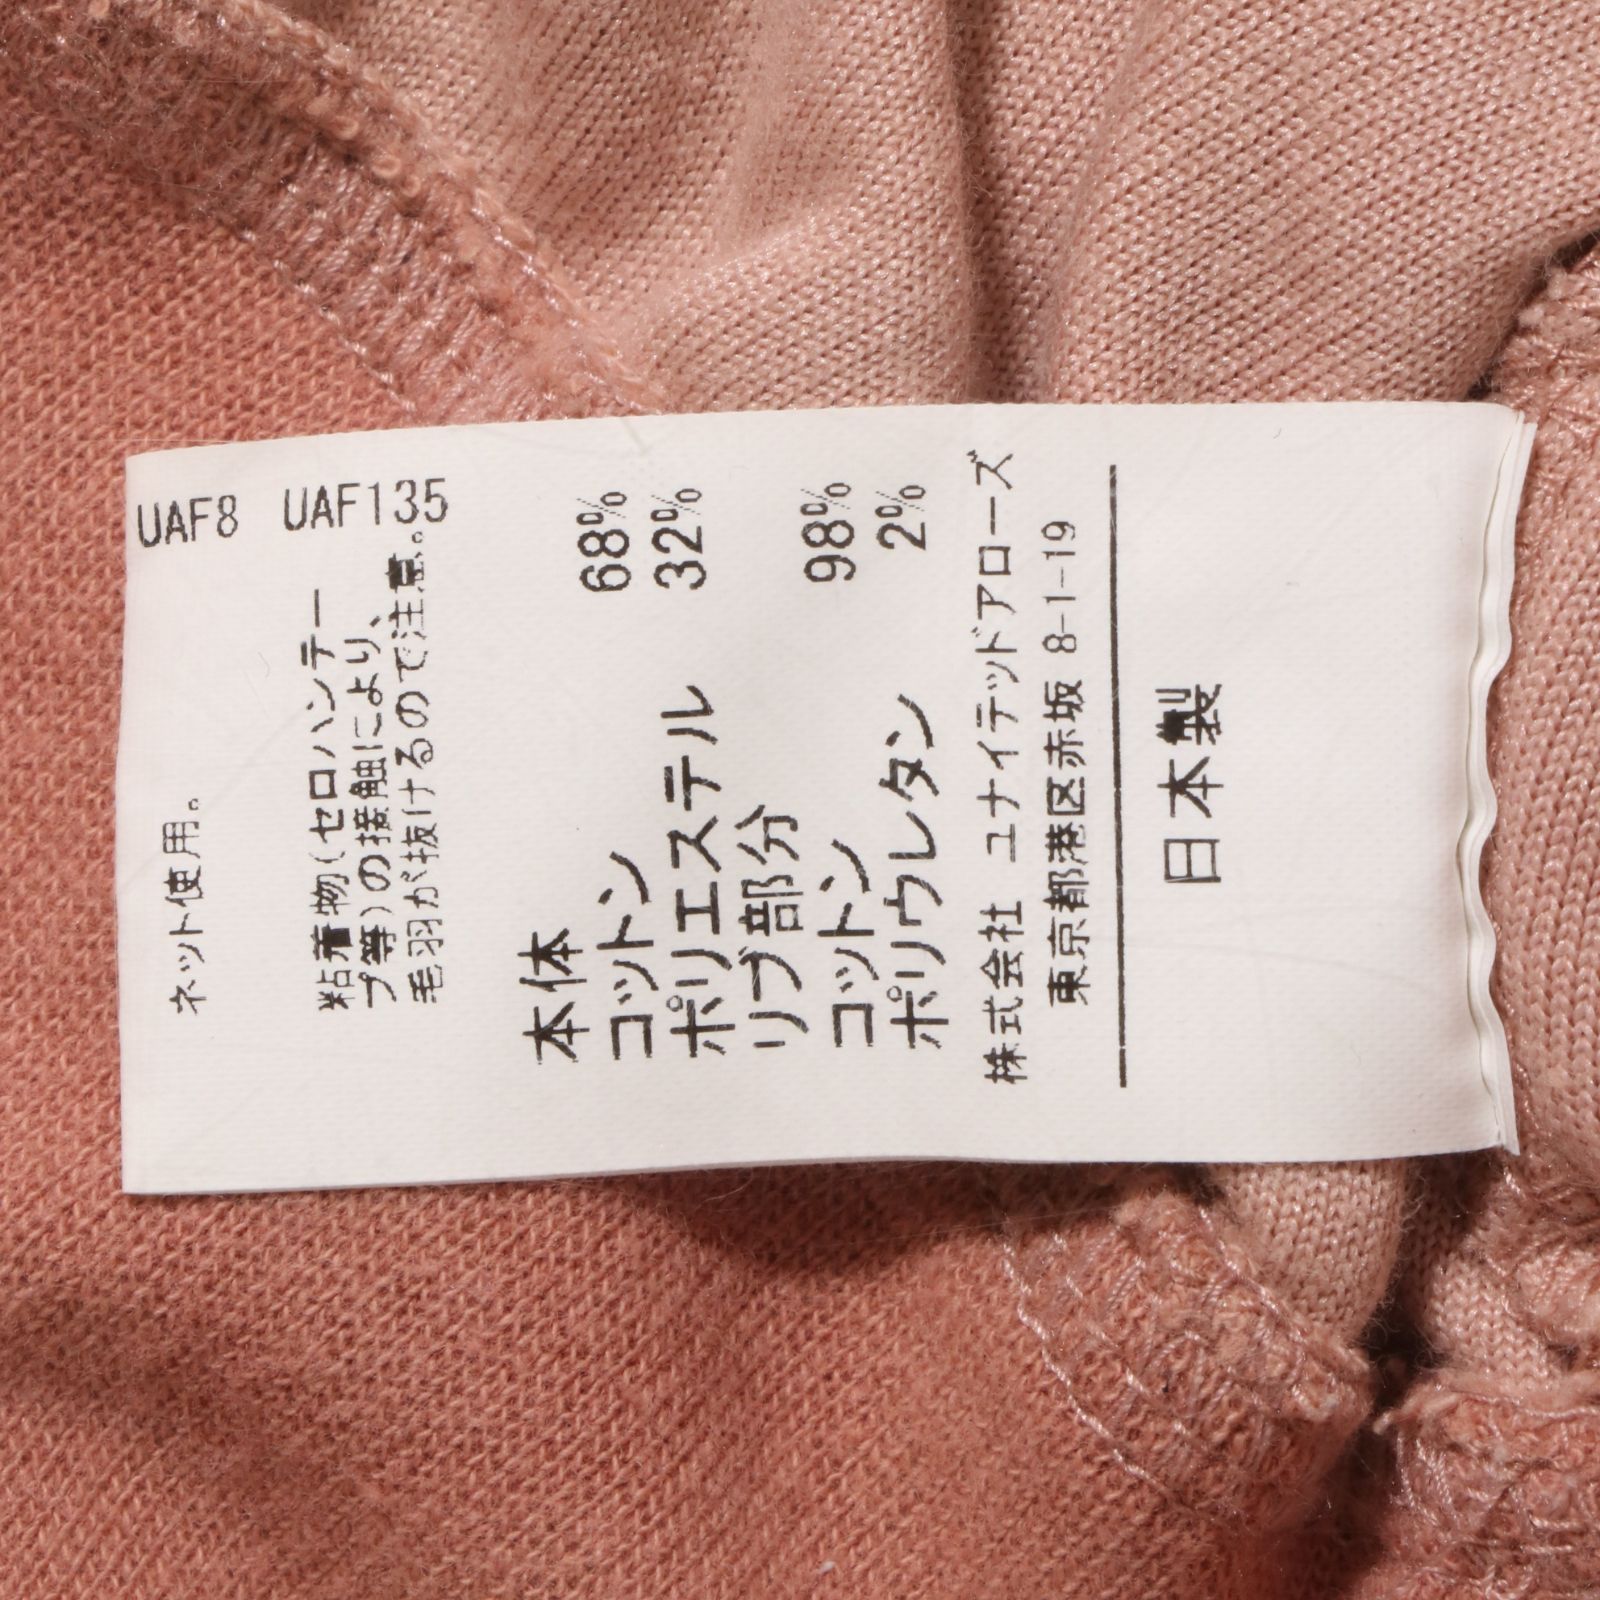 ネット使用。
UAF8 UAF135
粘着物(セロハンテー
プ等)の接触により、
毛羽が抜けるので注意。
本体
コットン 68%
ポリエステル 32%
リブ部分
コットン 98%
ポリウレタン 2%
株式会社 ユナイテッドアローズ
東京都港区赤坂 8-1-19
日本製